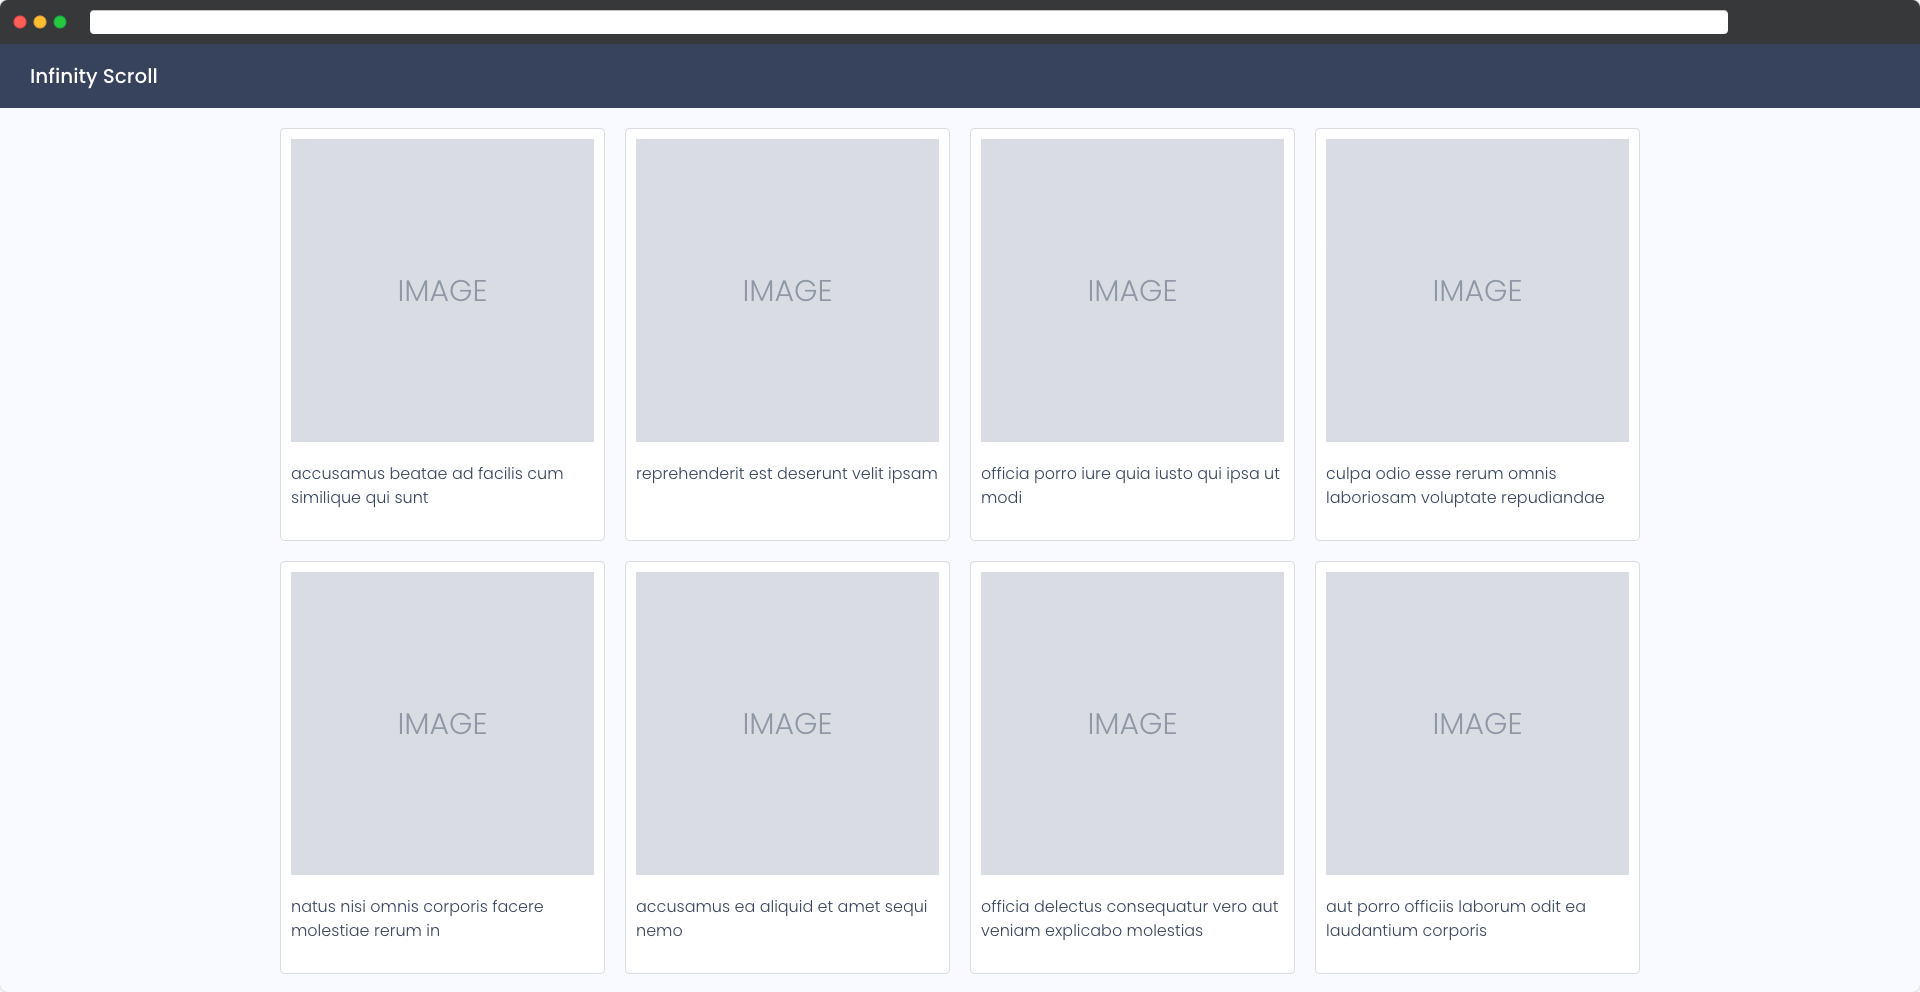 Infinity Scroll
IMAGE
IMAGE
IMAGE
IMAGE
accusamus beatae ad facilis cum
similique qui sunt
reprehenderit est deserunt velit ipsam
officia porro iure quia iusto qui ipsa ut
modi
culpa odio esse rerum omnis
laboriosam voluptate repudiandae
IMAGE
IMAGE
IMAGE
IMAGE
natus nisi omnis corporis facere
molestiae rerum in
accusamus ea aliquid et amet sequi
nemo
officia delectus consequatur vero aut
veniam explicabo molestias
aut porro officiis laborum odit ea
laudantium corporis